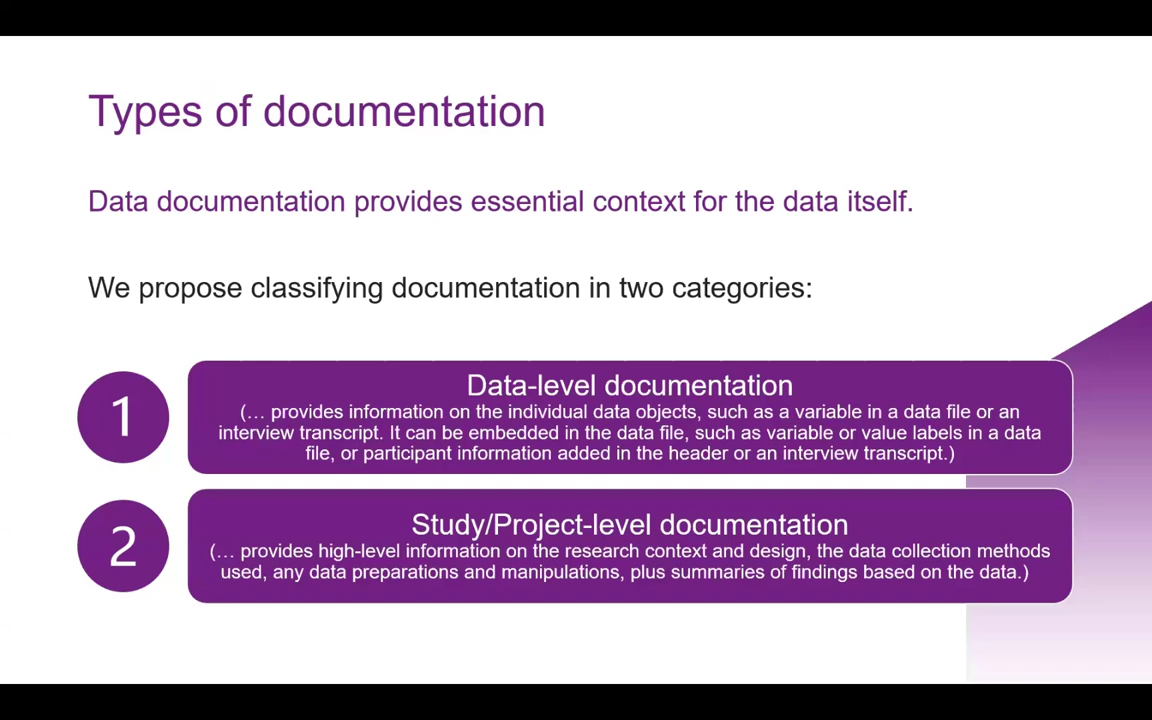 Types of documentation
Data documentation provides essential context for the data itself.
We propose classifying documentation in two categories:
1
Data-level documentation
(… provides information on the individual data objects, such as a variable in a data file or an
interview transcript. It can be embedded in the data file, such as variable or value labels in a data
file, or participant information added in the header or an interview transcript.)
2
Study/Project-level documentation
(… provides high-level information on the research context and design, the data collection methods
used, any data preparations and manipulations, plus summaries of findings based on the data.)